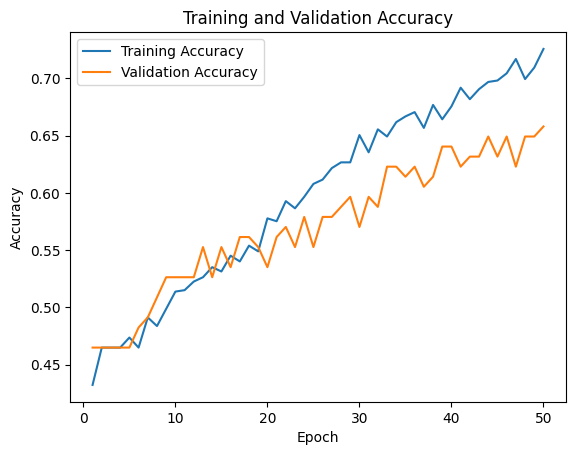 Training and Validation Accuracy
Training Accuracy
Validation Accuracy
0.70
0.65
0.60
0.55
0.50
0.45
Accuracy
0
10
20
30
40
50
Epoch